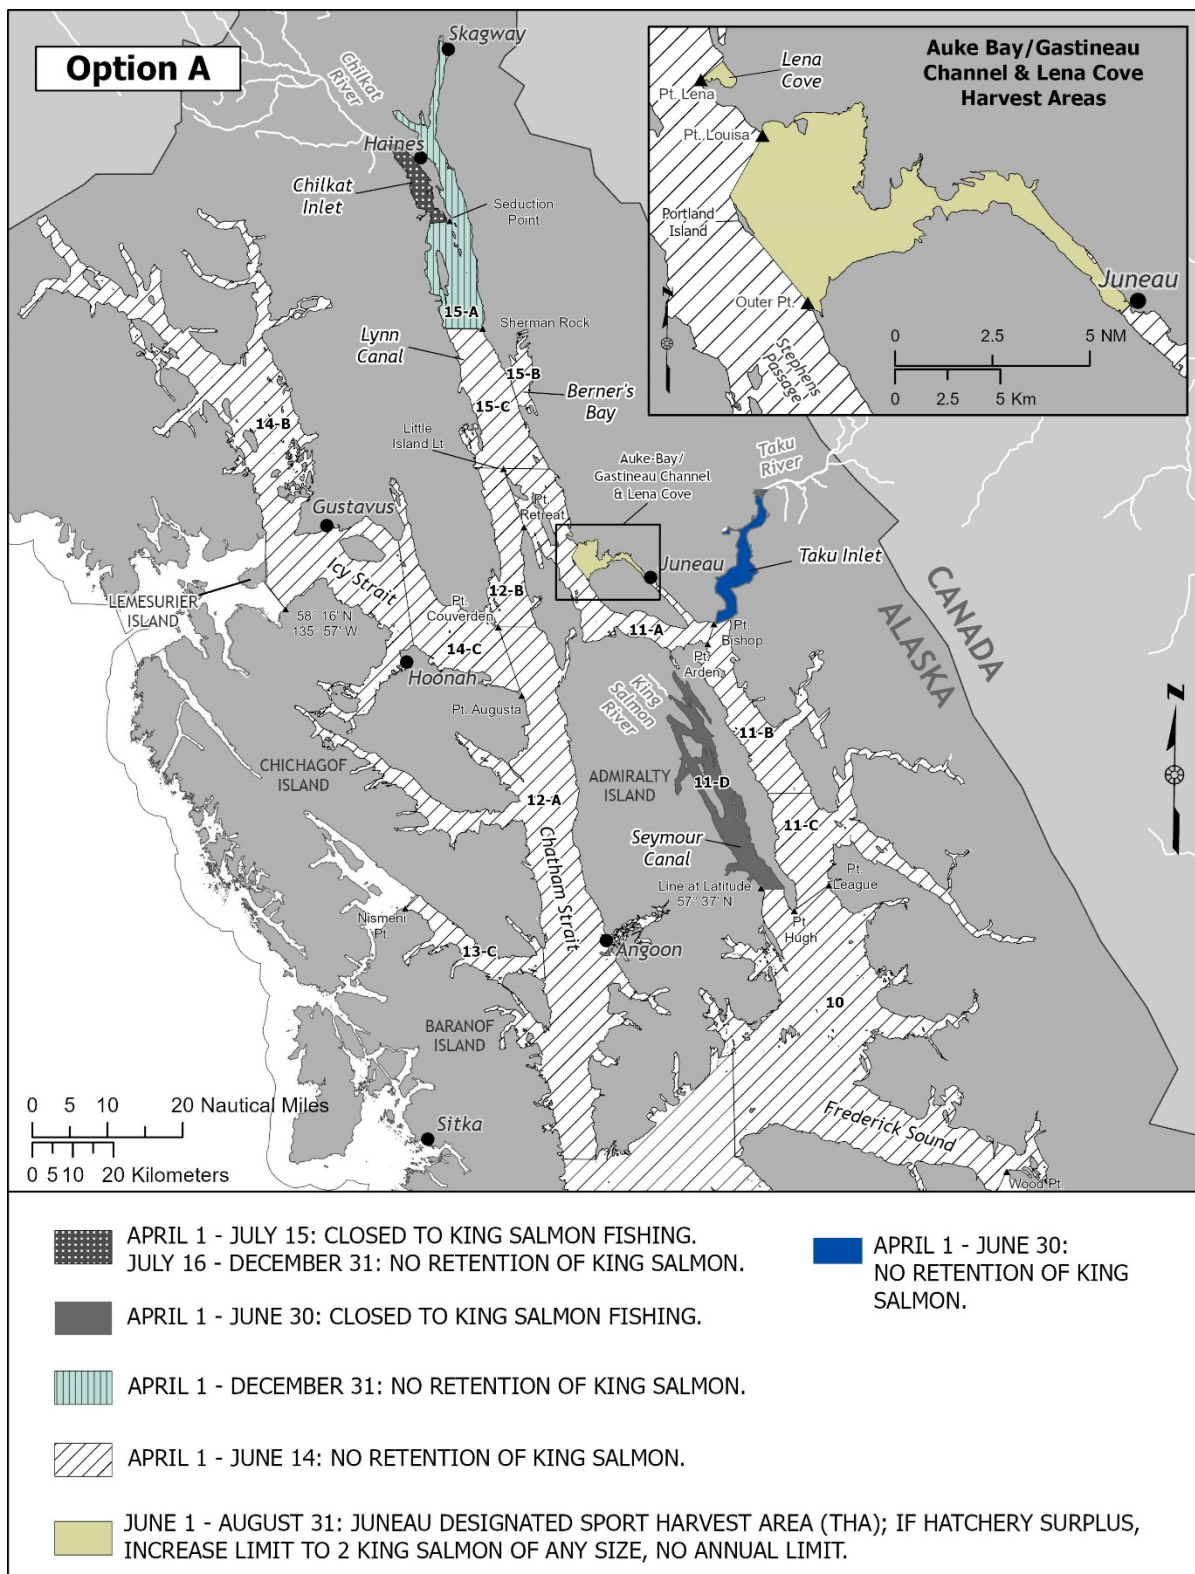 Option A
Skagway
Chilkat
River
Haines
Chilkat
Inlet
Seduction
Point
15-A
Sherman Rock
Lynn
Canal
15-B
15-C
Berner's
Bay
14-B
Little
Island Lt
Auke-Bay/
Gastineau Channel
& Lena Cove
Taku
River
Pt.
Retreat
Gustavus
Juneau
Taku Inlet
CANADA
ALASKA
Icy Strait
LEMESURIER
ISLAND
58° 16' N
135° 57' W
12-B
Pt.
Couverden
11-A
Pt.
Bishop
Pt.
Arden
14-C
Hoonah
Pt. Augusta
King
Salmon
River
11-B
CHICHAGOF
ISLAND
ADMIRALTY
ISLAND
11-D
12-A
11-C
Seymour
Canal
Chatham Strait
Line at Latitude
57° 37' N
Pt.
League
Nismeni
Pt.
Pt
Hugh
13-C
Angoon
10
BARANOF
ISLAND
Sitka
Frederick Sound
Wood Pt.
N
0 5 10 20 Nautical Miles
0 5 10 20 Kilometers
Auke Bay/Gastineau
Channel & Lena Cove
Harvest Areas
Lena
Cove
Pt. Lena
Pt. Louisa
Portland
Island
Outer Pt.
Juneau
Stephens
Passage
N
0 2.5 5 NM
0 2.5 5 Km
APRIL 1 - JULY 15: CLOSED TO KING SALMON FISHING.
JULY 16 - DECEMBER 31: NO RETENTION OF KING SALMON.
APRIL 1 - JUNE 30: CLOSED TO KING SALMON FISHING.
APRIL 1 - DECEMBER 31: NO RETENTION OF KING SALMON.
APRIL 1 - JUNE 14: NO RETENTION OF KING SALMON.
JUNE 1 - AUGUST 31: JUNEAU DESIGNATED SPORT HARVEST AREA (THA); IF HATCHERY SURPLUS,
INCREASE LIMIT TO 2 KING SALMON OF ANY SIZE, NO ANNUAL LIMIT.
APRIL 1 - JUNE 30:
NO RETENTION OF KING
SALMON.